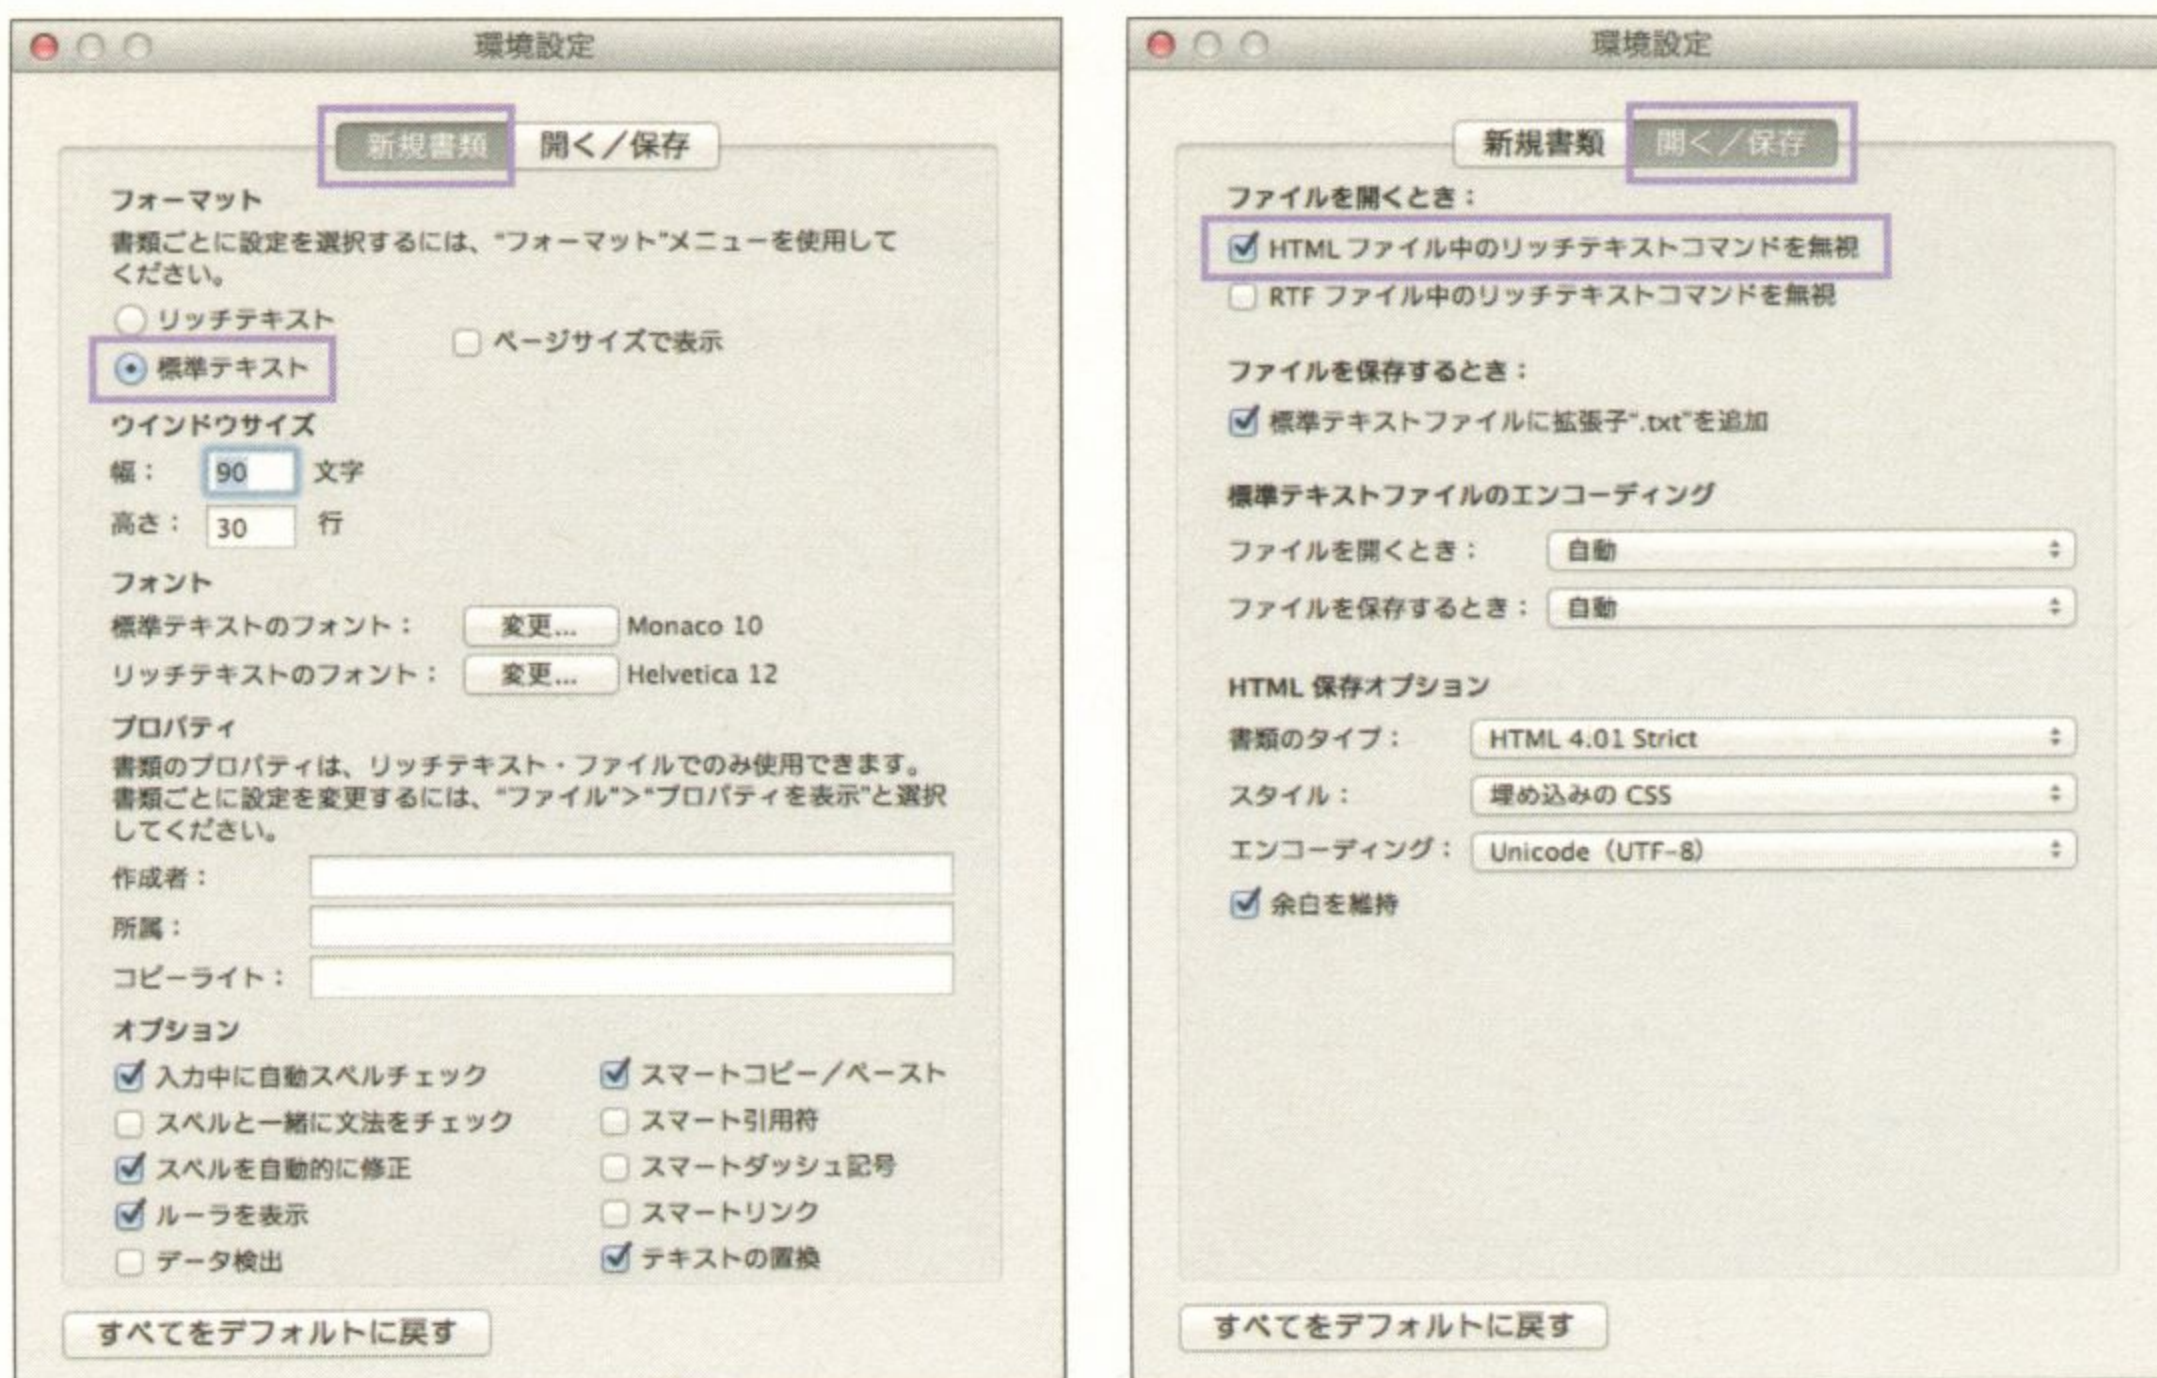 環境設定
新規書類 開く／保存
フォーマット
書類ごとに設定を選択するには、“フォーマット”メニューを使用して
ください。
リッチテキスト
ページサイズで表示
標準テキスト
ウインドウサイズ
幅： 90 文字
高さ： 30 行
フォント
標準テキストのフォント： 変更... Monaco 10
リッチテキストのフォント： 変更... Helvetica 12
プロパティ
書類のプロパティは、リッチテキスト・ファイルでのみ使用できます。
書類ごとに設定を変更するには、“ファイル”>“プロパティを表示”と選択
してください。
作成者：
所属：
コピーライト：
オプション
入力中に自動スペルチェック スマートコピー／ペースト
スペルと一緒に文法をチェック スマート引用符
スペルを自動的に修正 スマートダッシュ記号
ルーラを表示 スマートリンク
データ検出 テキストの置換
すべてをデフォルトに戻す
環境設定
新規書類 開く／保存
ファイルを開くとき：
HTML ファイル中のリッチテキストコマンドを無視
RTF ファイル中のリッチテキストコマンドを無視
ファイルを保存するとき：
標準テキストファイルに拡張子“.txt”を追加
標準テキストファイルのエンコーディング
ファイルを開くとき： 自動
ファイルを保存するとき： 自動
HTML 保存オプション
書類のタイプ： HTML 4.01 Strict
スタイル： 埋め込みの CSS
エンコーディング： Unicode（UTF-8）
余白を維持
すべてをデフォルトに戻す